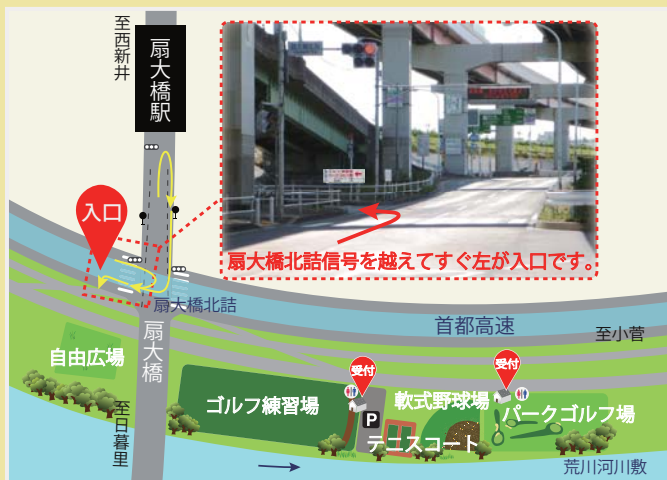 至西新井
扇大橋駅
入口
扇大橋北詰信号を越えてすぐ左が入口です。
扇大橋北詰
首都高速
至小菅
扇大橋
自由広場
受付
受付
ゴルフ練習場
軟式野球場
パークゴルフ場
P
テニスコート
至日暮里
荒川河川敷